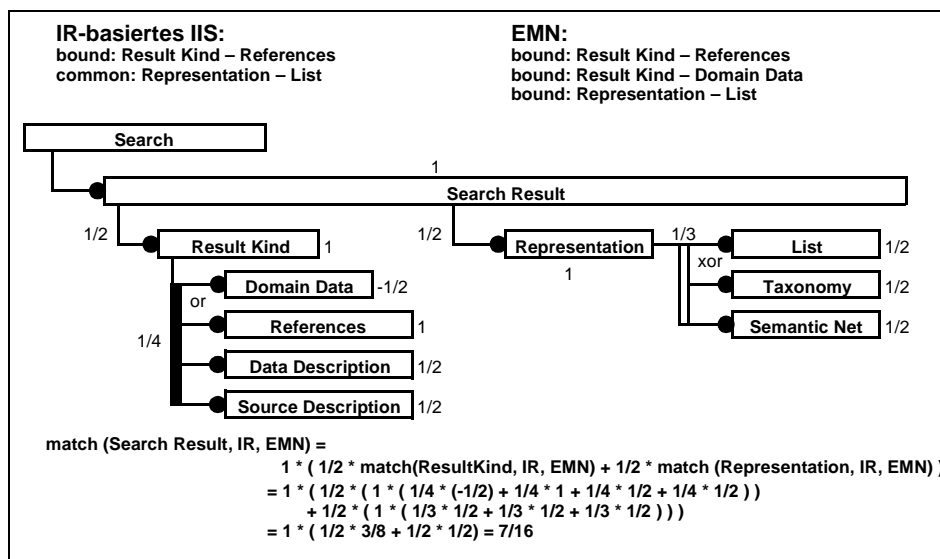 IR-basiertes IIS:
bound: Result Kind – References
common: Representation – List
EMN:
bound: Result Kind – References
bound: Result Kind – Domain Data
bound: Representation – List
Search
1
Search Result
1/2
Result Kind
1
1/2
Representation
1
1/3
xor
List
1/2
Taxonomy
1/2
Semantic Net
1/2
1/4
or
Domain Data
-1/2
References
1
Data Description
1/2
Source Description
1/2
match (Search Result, IR, EMN) =
1 * ( 1/2 * match(ResultKind, IR, EMN) + 1/2 * match (Representation, IR, EMN) )
= 1 * ( 1/2 * ( 1 * ( 1/4 * (-1/2) + 1/4 * 1 + 1/4 * 1/2 + 1/4 * 1/2 ) )
+ 1/2 * ( 1 * ( 1/3 * 1/2 + 1/3 * 1/2 + 1/3 * 1/2 ) ) )
= 1 * ( 1/2 * 3/8 + 1/2 * 1/2) = 7/16